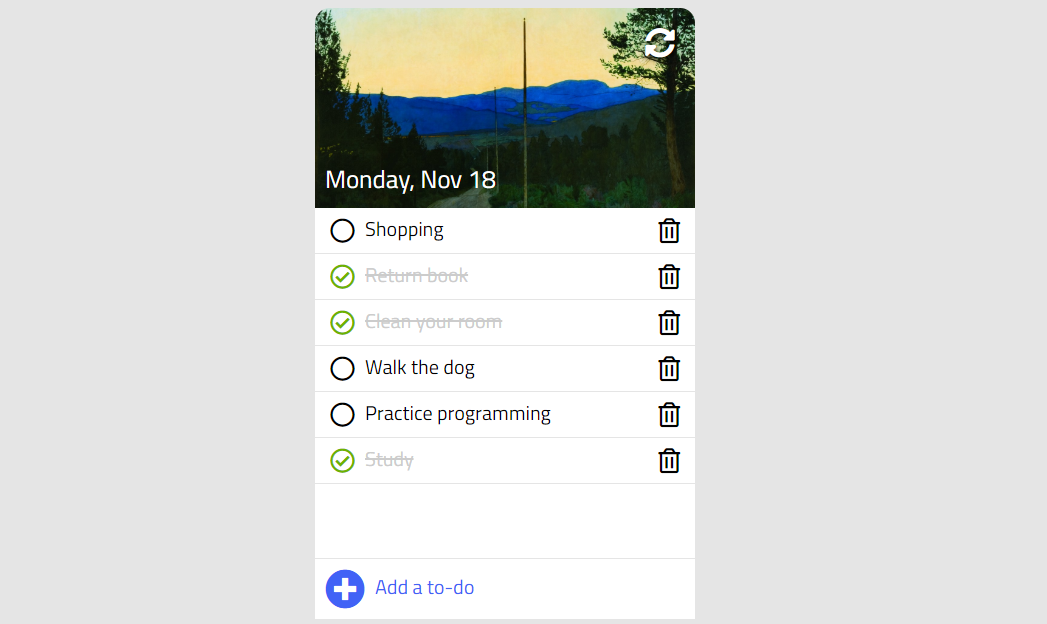 Monday, Nov 18
Shopping
Return book
Clean your room
Walk the dog
Practice programming
Study
Add a to-do